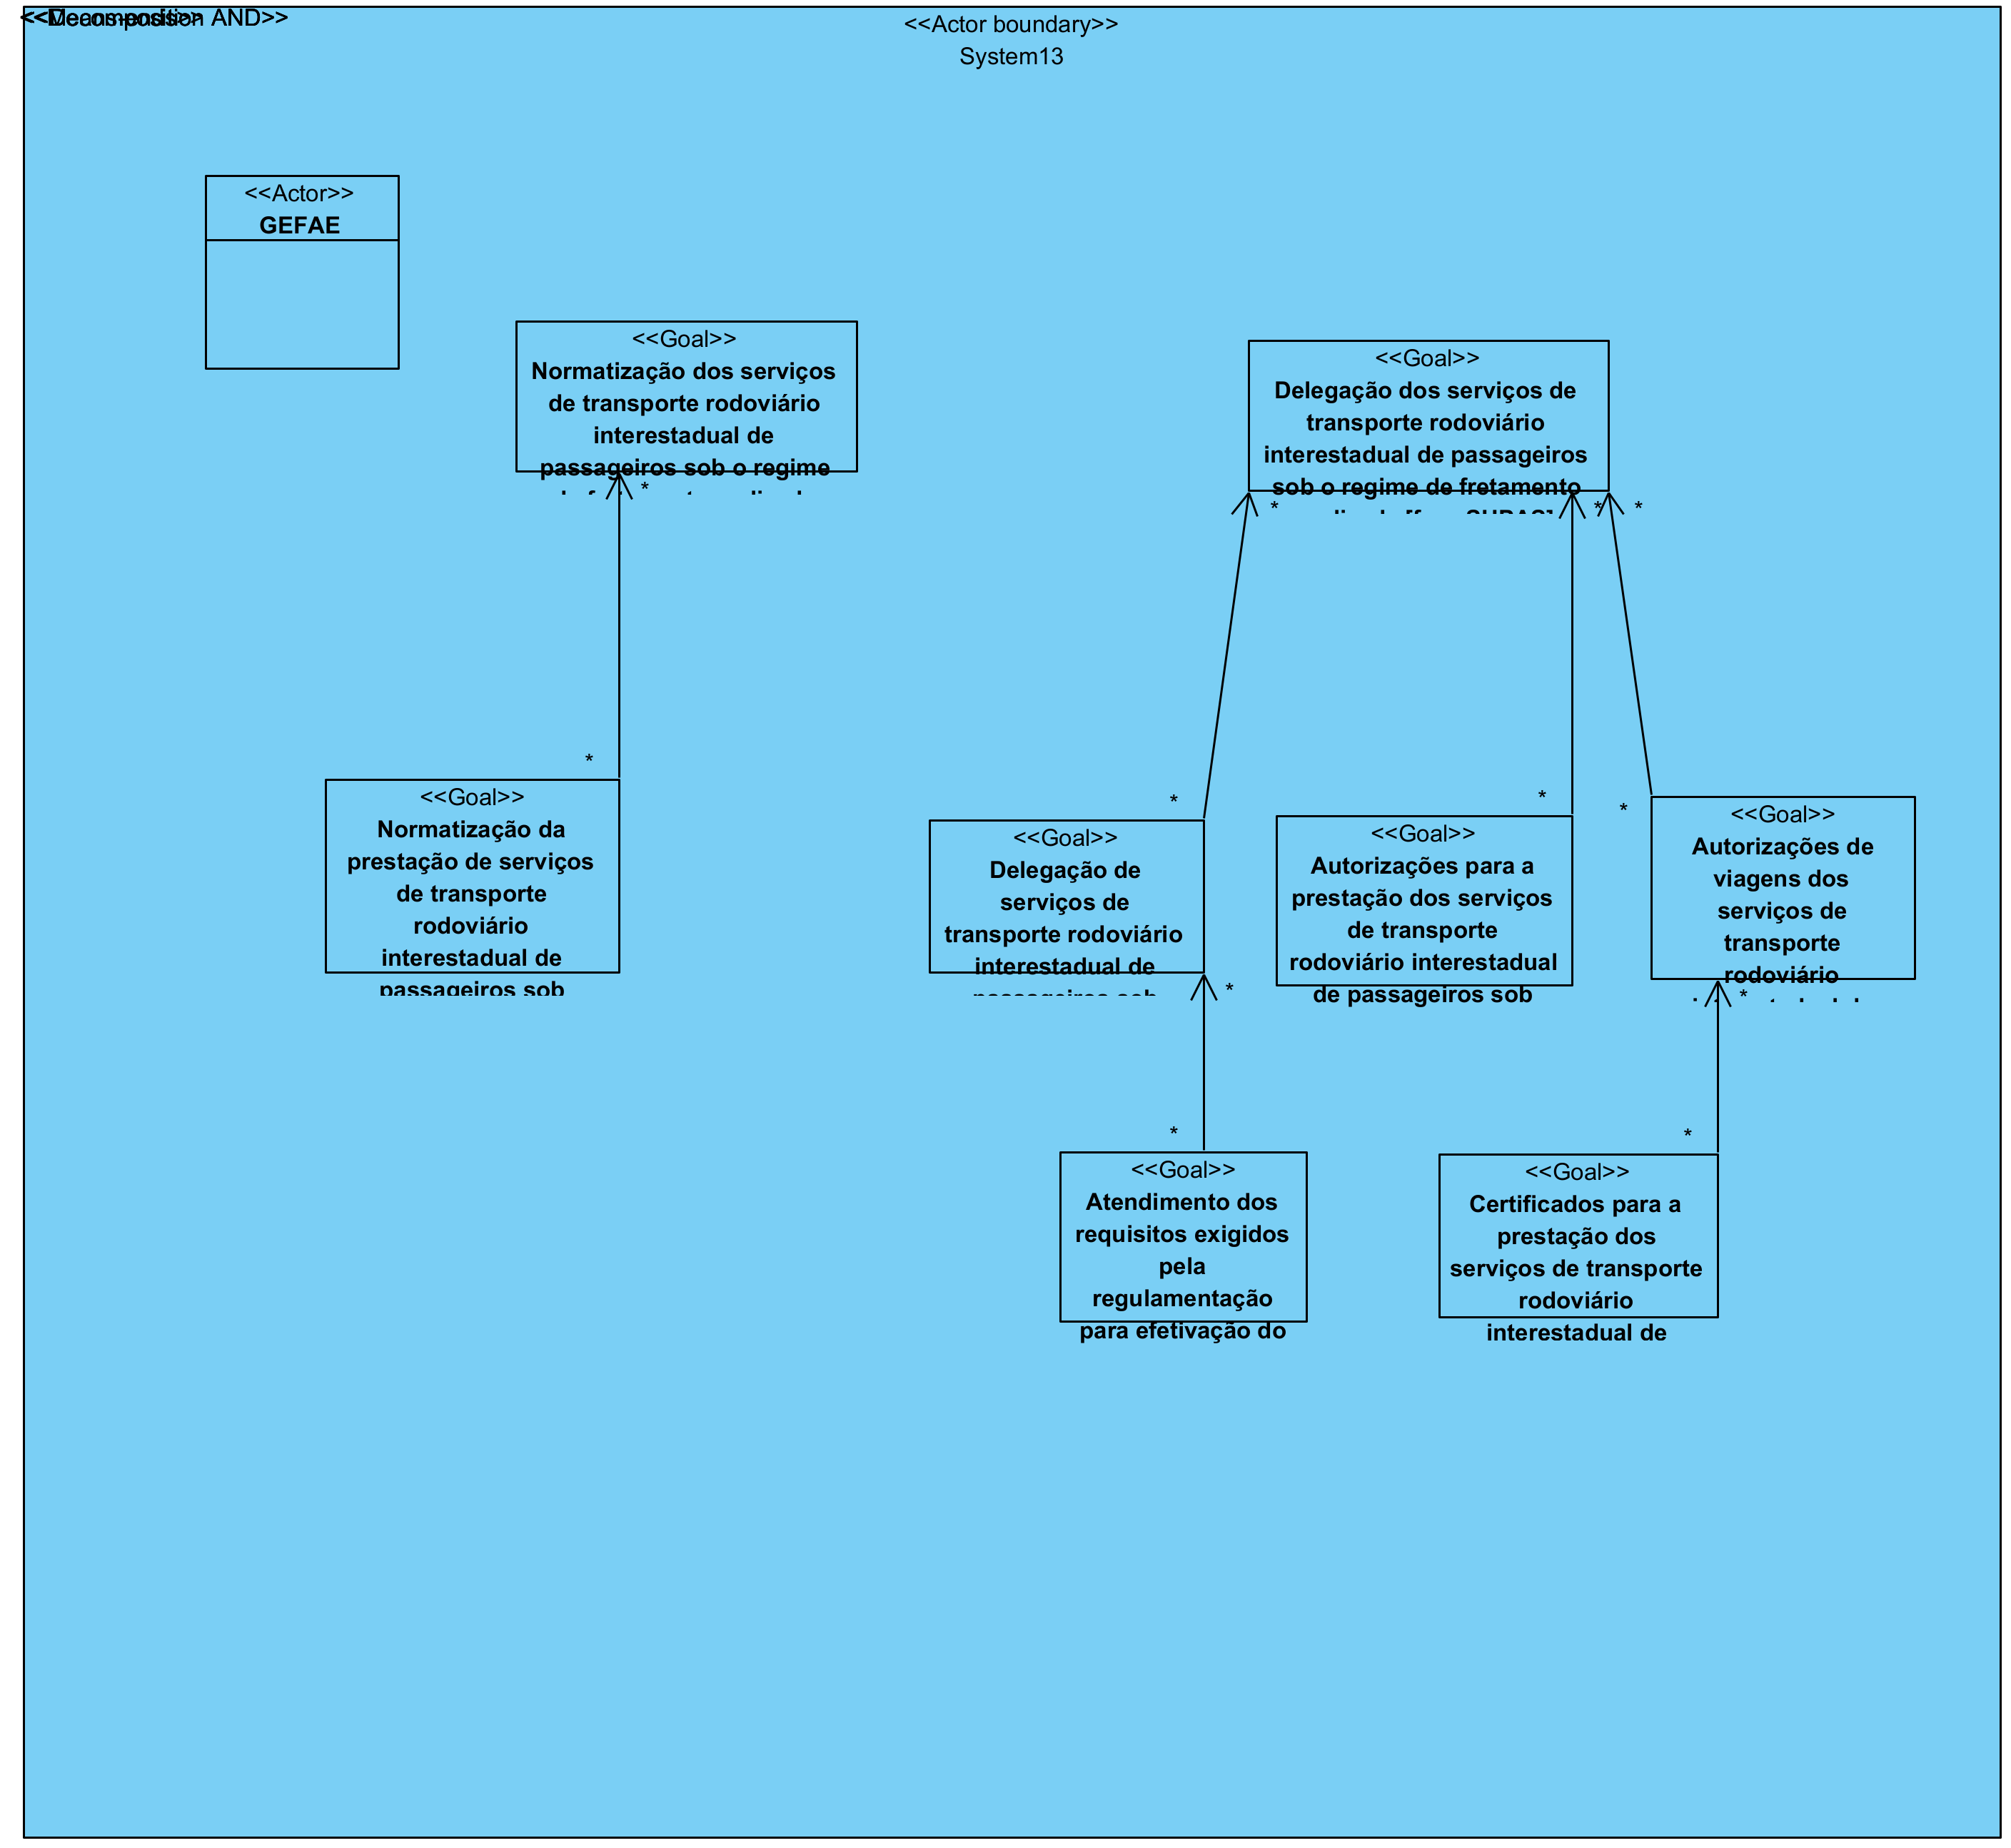 <<Decomposition AND>>
<<Means-ends>>
<<Actor boundary>>
System13
<<Actor>>
GEFAE
<<Goal>>
Normatização dos serviços
de transporte rodoviário
interestadual de
passageiros sob o regime
*
<<Goal>>
Delegação dos serviços de
transporte rodoviário
interestadual de passageiros
sob o regime de fretamento
*
*
*
*
<<Goal>>
Normatização da
prestação de serviços
de transporte
rodoviário
interestadual de
passageiros sob
*
<<Goal>>
Delegação de
serviços de
transporte rodoviário
interestadual de
passageiros sob
*
*
<<Goal>>
Autorizações para a
prestação dos serviços
de transporte
rodoviário interestadual
de passageiros sob
*
<<Goal>>
Autorizações de
viagens dos
serviços de
transporte
rodoviário
*
*
<<Goal>>
Atendimento dos
requisitos exigidos
pela
regulamentação
para efetivação do
*
<<Goal>>
Certificados para a
prestação dos
serviços de transporte
rodoviário
interestadual de